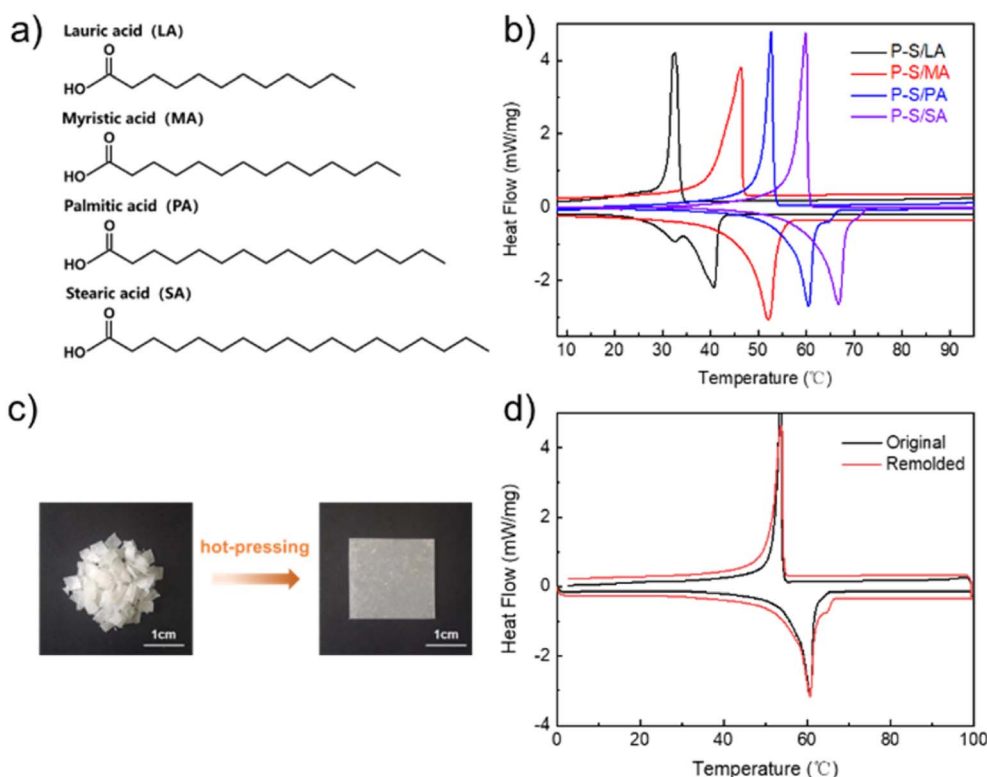 a)
Lauric acid (LA)
O
HO
Myristic acid (MA)
O
HO
Palmitic acid (PA)
O
HO
Stearic acid (SA)
O
HO
b)
P-S/LA
P-S/MA
P-S/PA
P-S/SA
Heat Flow (mW/mg)
4
2
0
-2
10 20 30 40 50 60 70 80 90
Temperature (℃)
c)
hot-pressing
1cm
1cm
d)
Original
Remolded
Heat Flow (mW/mg)
4
2
0
-2
-4
0 20 40 60 80 100
Temperature (℃)